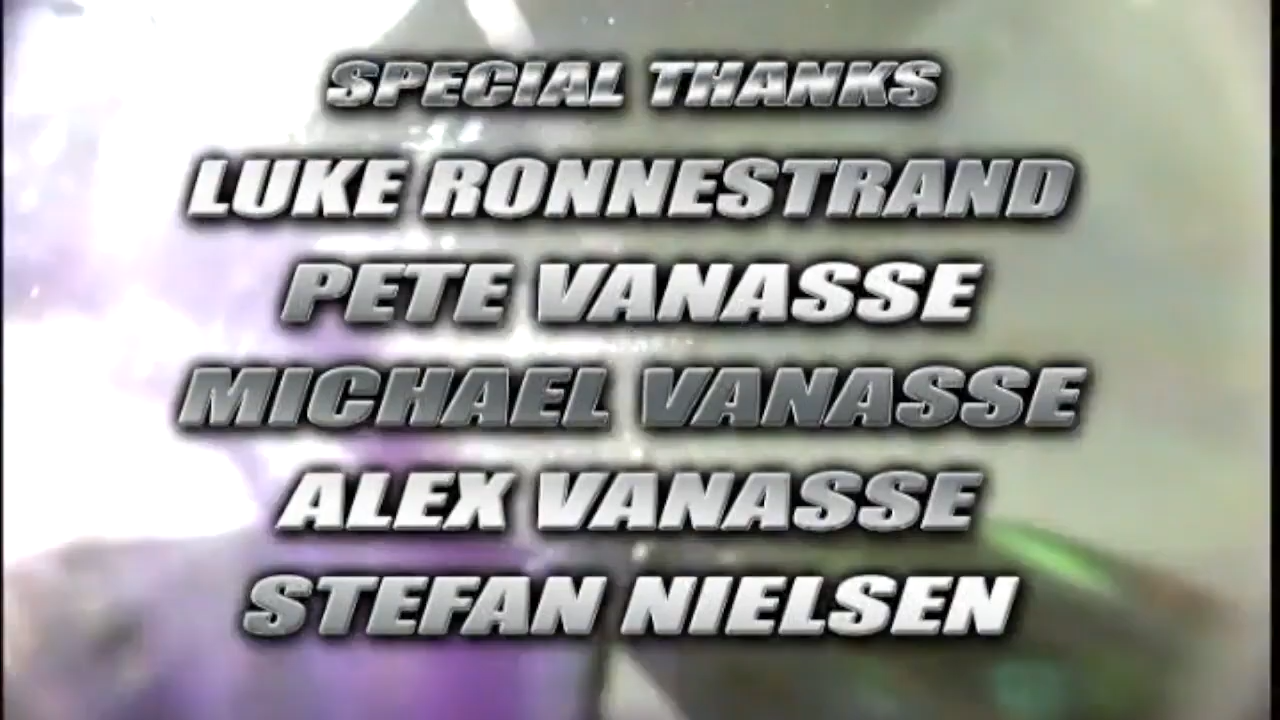 SPECIAL THANKS
LUKE RONNESTRAND
PETE VANASSE
MICHAEL VANASSE
ALEX VANASSE
STEFAN NIELSEN